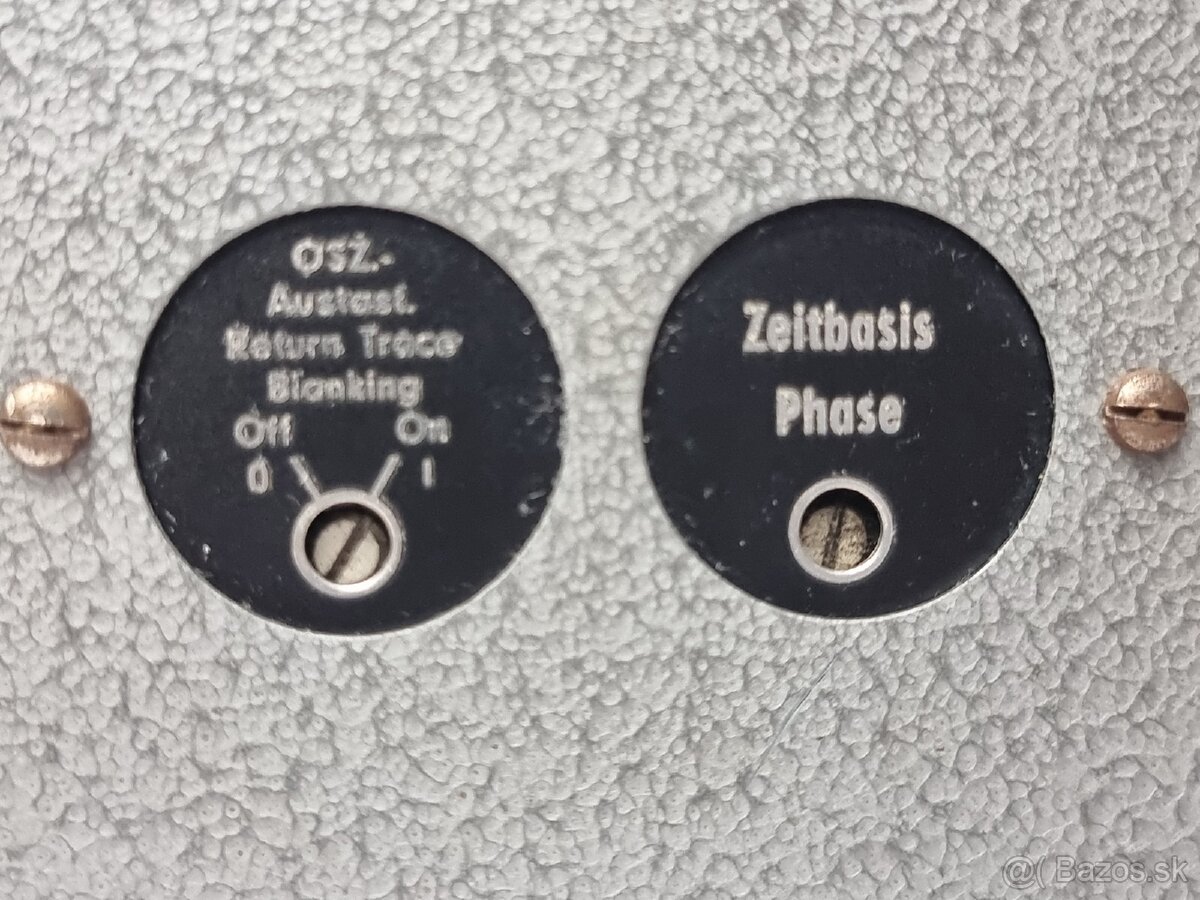 OSZ.-
Austast.
Return Trace
Blanking
Off On
0 I
Zeitbasis
Phase
@( Bazos.sk